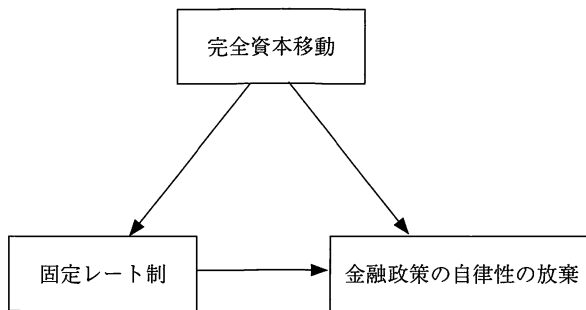 完全資本移動
固定レート制
金融政策の自律性の放棄